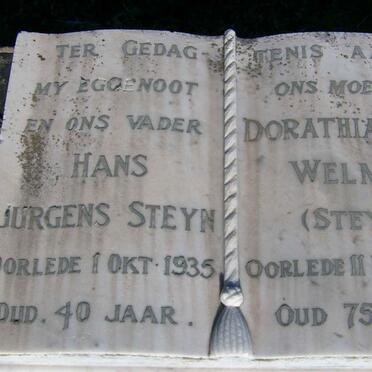 TER GEDAG-
MY EGGENOOT
EN ONS VADER
HANS
JURGENS STEYN
OORLEDE 1 OKT. 1935
OUD. 40 JAAR.
TENIS A
ONS MOE
DORATHIA
WELM
(STEY
OORLEDE 11
OUD 75